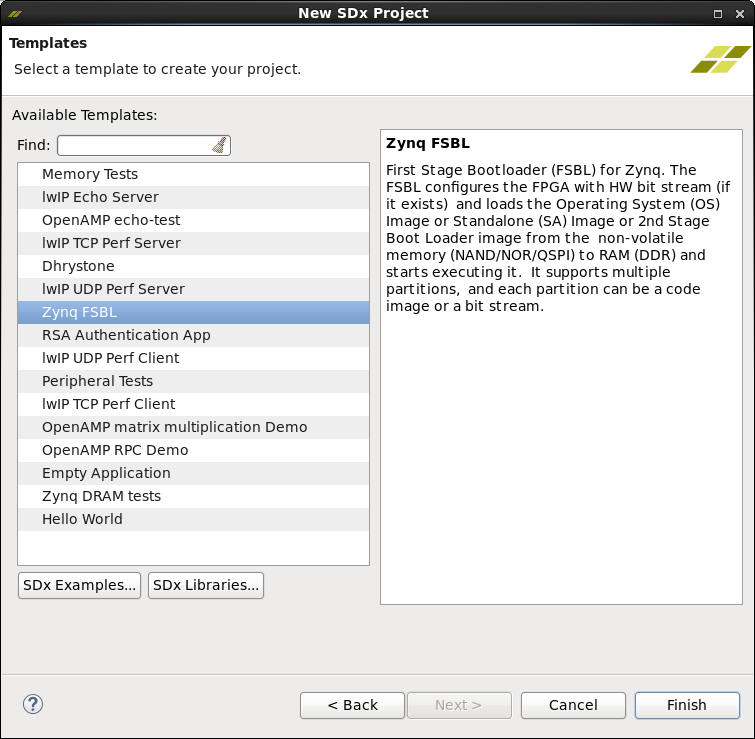 New SDx Project
Templates
Select a template to create your project.
Available Templates:
Find:
Memory Tests
lwIP Echo Server
OpenAMP echo-test
lwIP TCP Perf Server
Dhrystone
lwIP UDP Perf Server
Zynq FSBL
RSA Authentication App
lwIP UDP Perf Client
Peripheral Tests
lwIP TCP Perf Client
OpenAMP matrix multiplication Demo
OpenAMP RPC Demo
Empty Application
Zynq DRAM tests
Hello World
SDx Examples...
SDx Libraries...
Zynq FSBL
First Stage Bootloader (FSBL) for Zynq. The
FSBL configures the FPGA with HW bit stream (if
it exists)  and loads the Operating System (OS)
Image or Standalone (SA) Image or 2nd Stage
Boot Loader image from the  non-volatile
memory (NAND/NOR/QSPI) to RAM (DDR) and
starts executing it.  It supports multiple
partitions,  and each partition can be a code
image or a bit stream.
?
< Back
Next >
Cancel
Finish